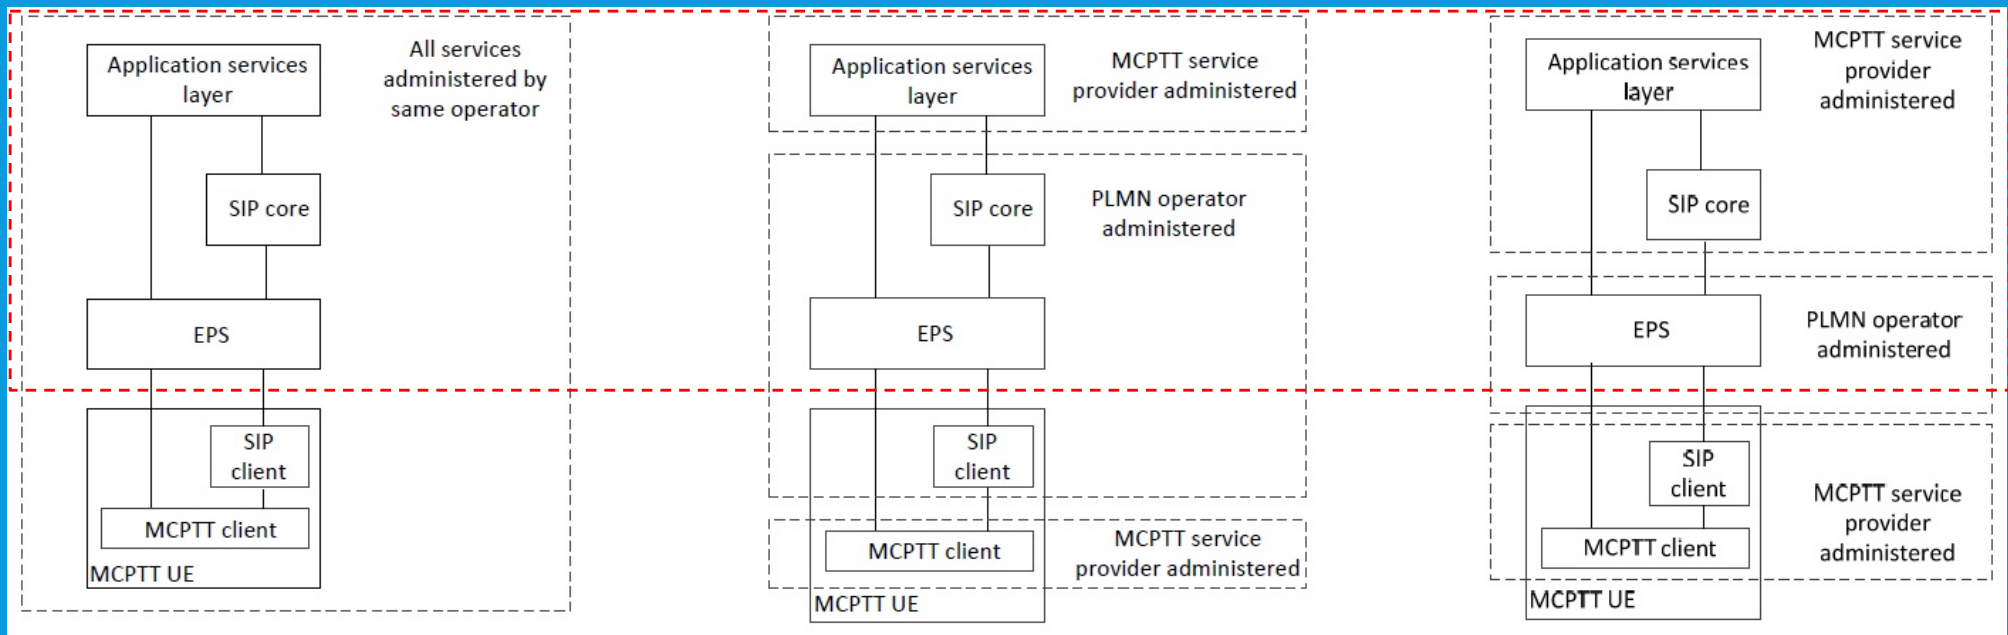 Application services
layer
All services
administered by
same operator
SIP core
EPS
SIP
client
MCPTT client
MCPTT UE
Application services
layer
MCPTT service
provider administered
SIP core
PLMN operator
administered
EPS
SIP
client
MCPTT client
MCPTT service
provider administered
MCPTT UE
Application services
layer
MCPTT service
provider
administered
SIP core
EPS
PLMN operator
administered
SIP
client
MCPTT client
MCPTT service
provider
administered
MCPTT UE